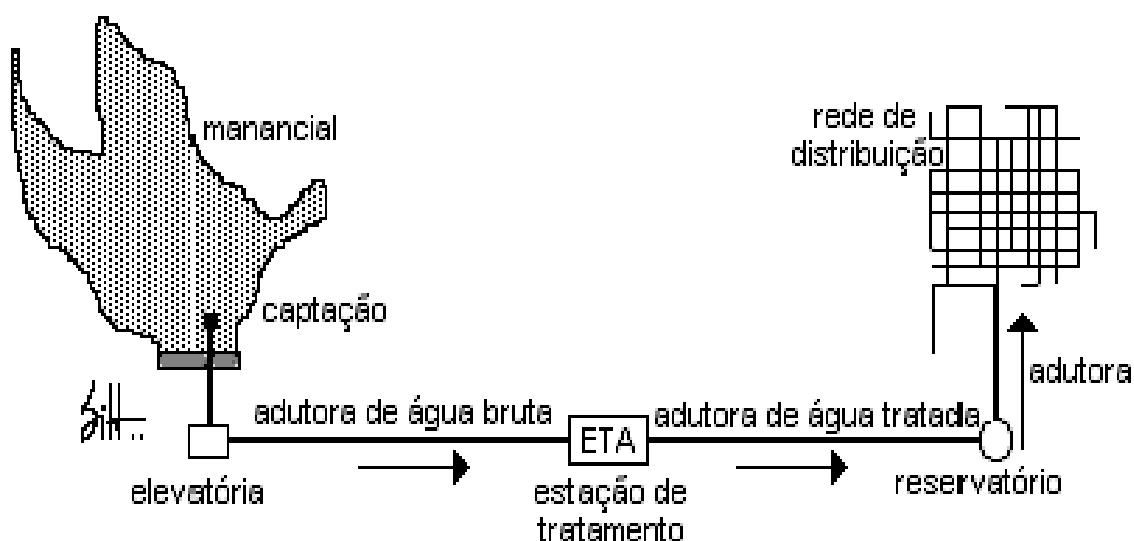 manancial
rede de
distribuição
captação
adutora
adutora de água bruta
ETA
adutora de água tratada
elevatória
estação de
tratamento
reservatório